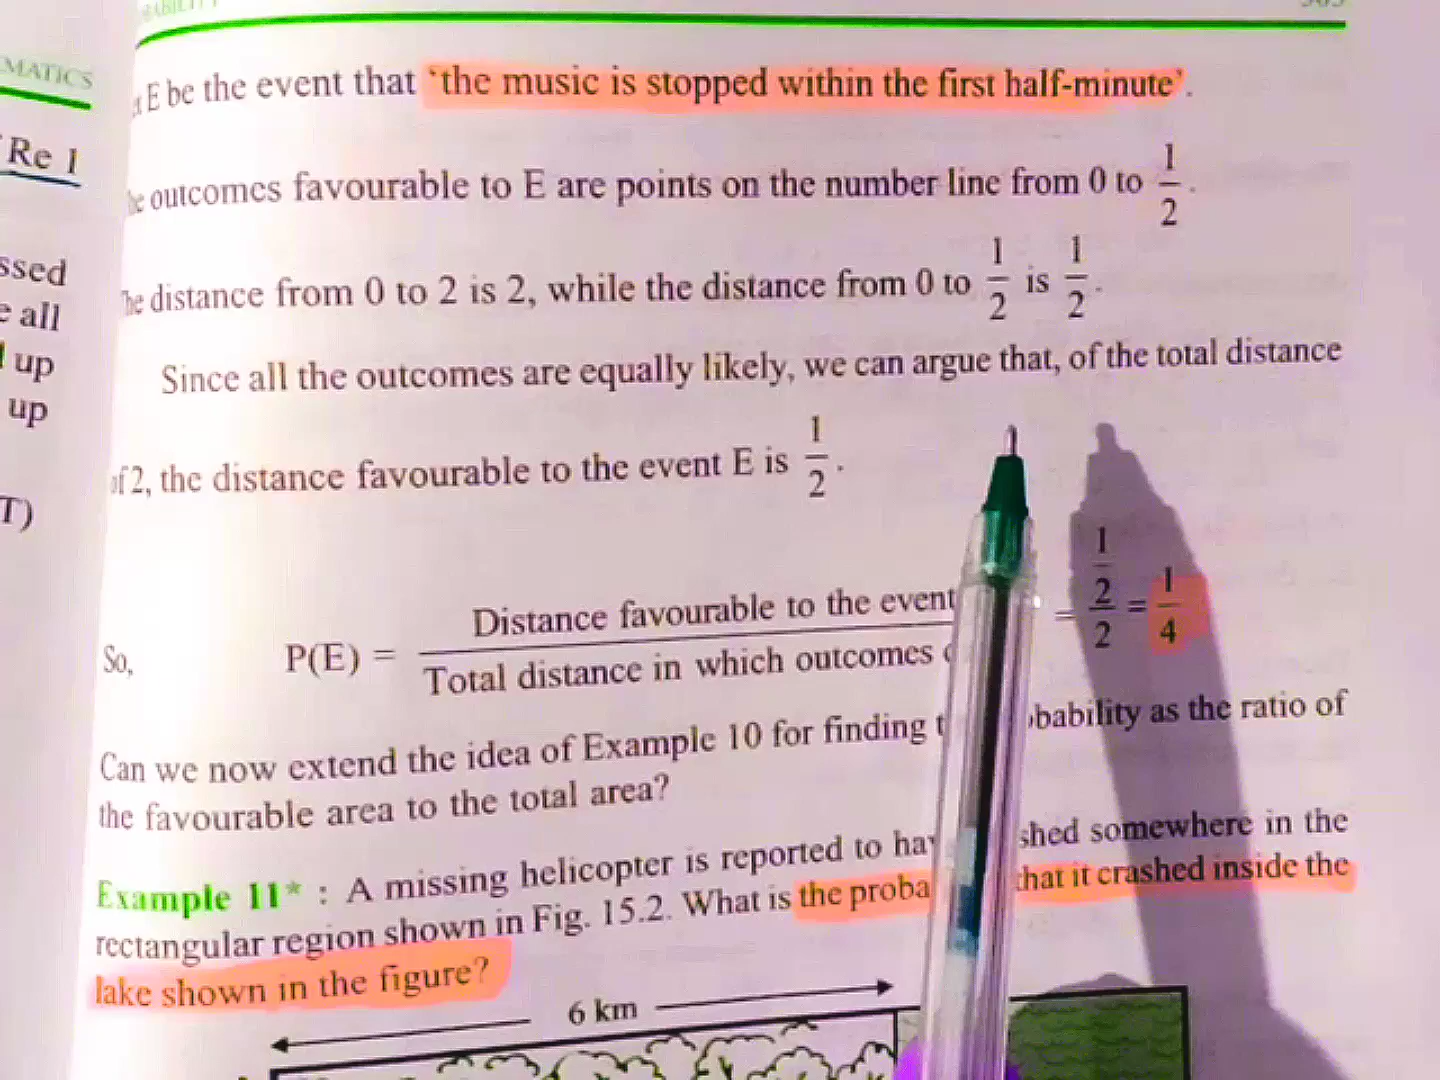 MATICS
Re 1
ssed
e all
up
up
T)
E be the event that 'the music is stopped within the first half-minute'.
outcomes favourable to E are points on the number line from 0 to 1/2.
he distance from 0 to 2 is 2, while the distance from 0 to 1/2 is 1/2.
Since all the outcomes are equally likely, we can argue that, of the total distance
of 2, the distance favourable to the event E is 1/2.
So, P(E) = Distance favourable to the event / Total distance in which outcomes = (1/2)/2 = 1/4
Can we now extend the idea of Example 10 for finding bability as the ratio of
the favourable area to the total area?
Example 11* : A missing helicopter is reported to ha shed somewhere in the
rectangular region shown in Fig. 15.2. What is the proba that it crashed inside the
lake shown in the figure?
6 km